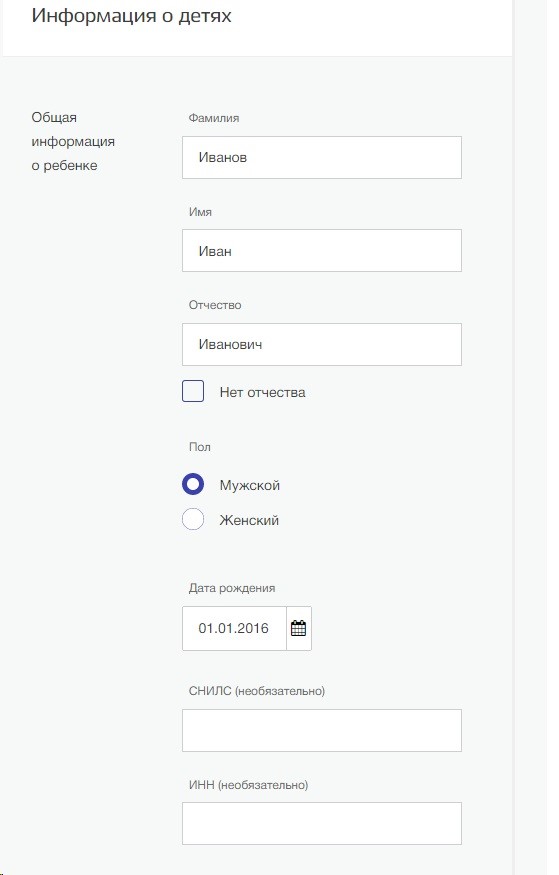 Информация о детях
Общая
информация
о ребенке
Фамилия
Иванов
Имя
Иван
Отчество
Иванович
Нет отчества
Пол
Мужской
Женский
Дата рождения
01.01.2016
СНИЛС (необязательно)
ИНН (необязательно)